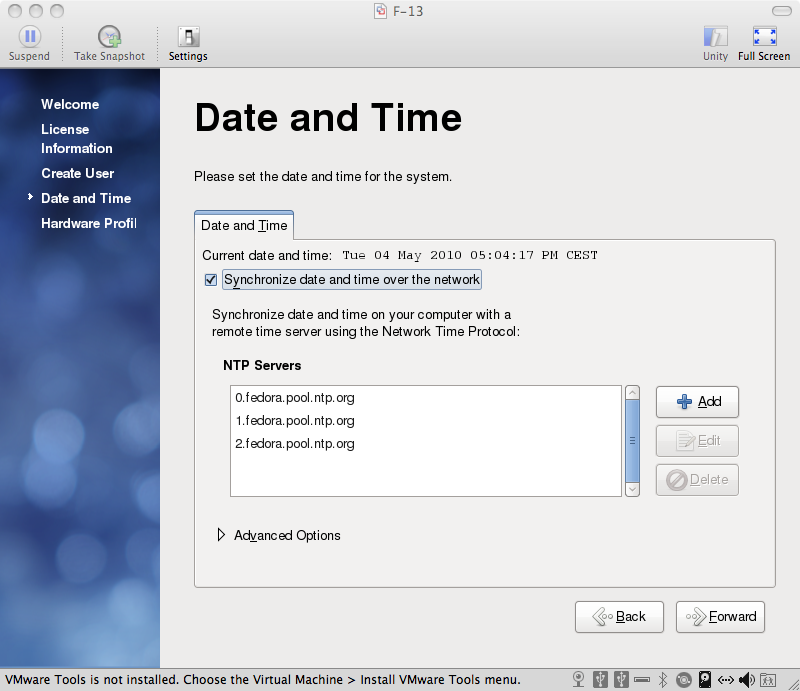 F-13
Suspend
Take Snapshot
Settings
Unity
Full Screen
Welcome
License
Information
Create User
Date and Time
Hardware Profil
Date and Time
Please set the date and time for the system.
Date and Time
Current date and time: Tue 04 May 2010 05:04:17 PM CEST
Synchronize date and time over the network
Synchronize date and time on your computer with a
remote time server using the Network Time Protocol:
NTP Servers
0.fedora.pool.ntp.org
1.fedora.pool.ntp.org
2.fedora.pool.ntp.org
Add
Edit
Delete
Advanced Options
Back
Forward
VMware Tools is not installed. Choose the Virtual Machine > Install VMware Tools menu.